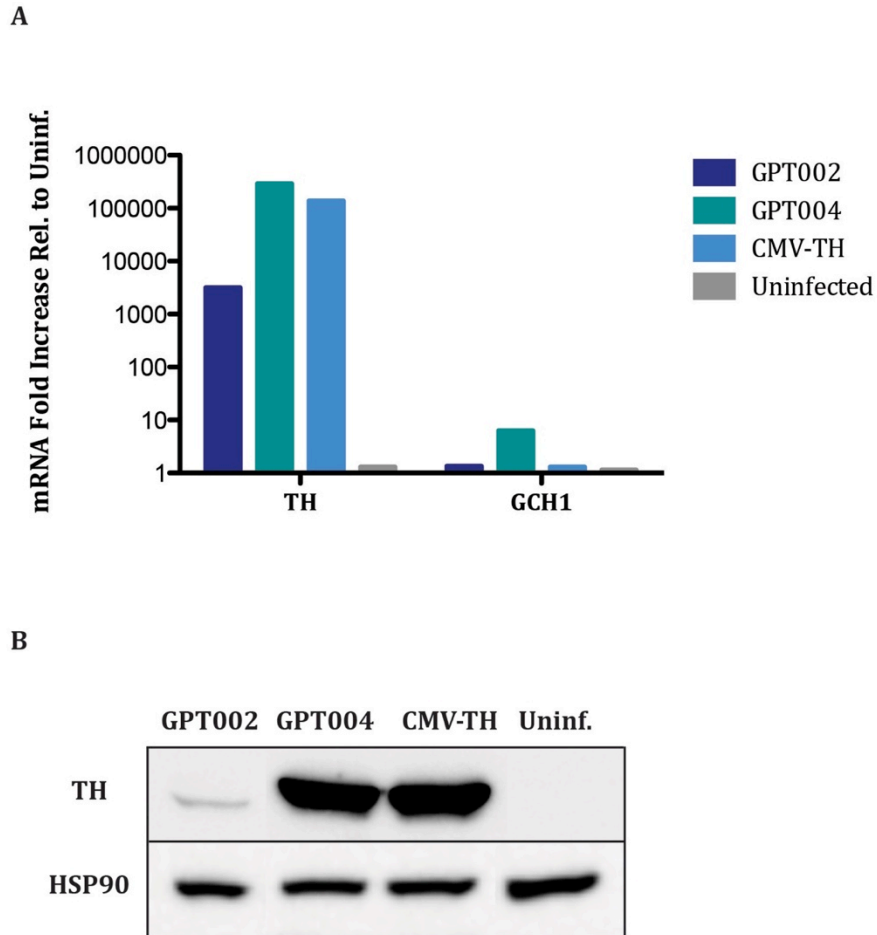 A
mRNA Fold Increase Rel. to Uninf.
1000000
100000
10000
1000
100
10
1
TH
GCH1
GPT002
GPT004
CMV-TH
Uninfected
B
GPT002 GPT004 CMV-TH Uninf.
TH
HSP90